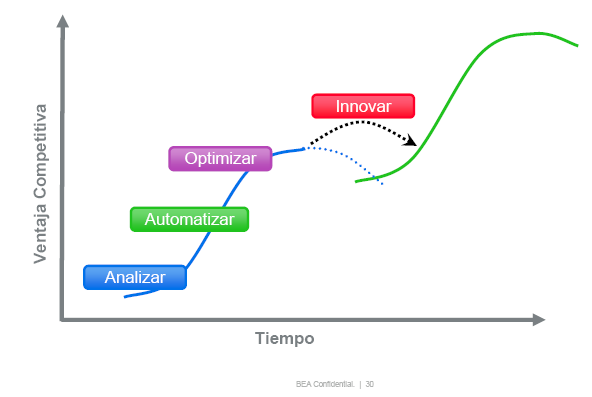 Innovar
Optimizar
Automatizar
Analizar
Ventaja Competitiva
Tiempo
BEA Confidential. | 30